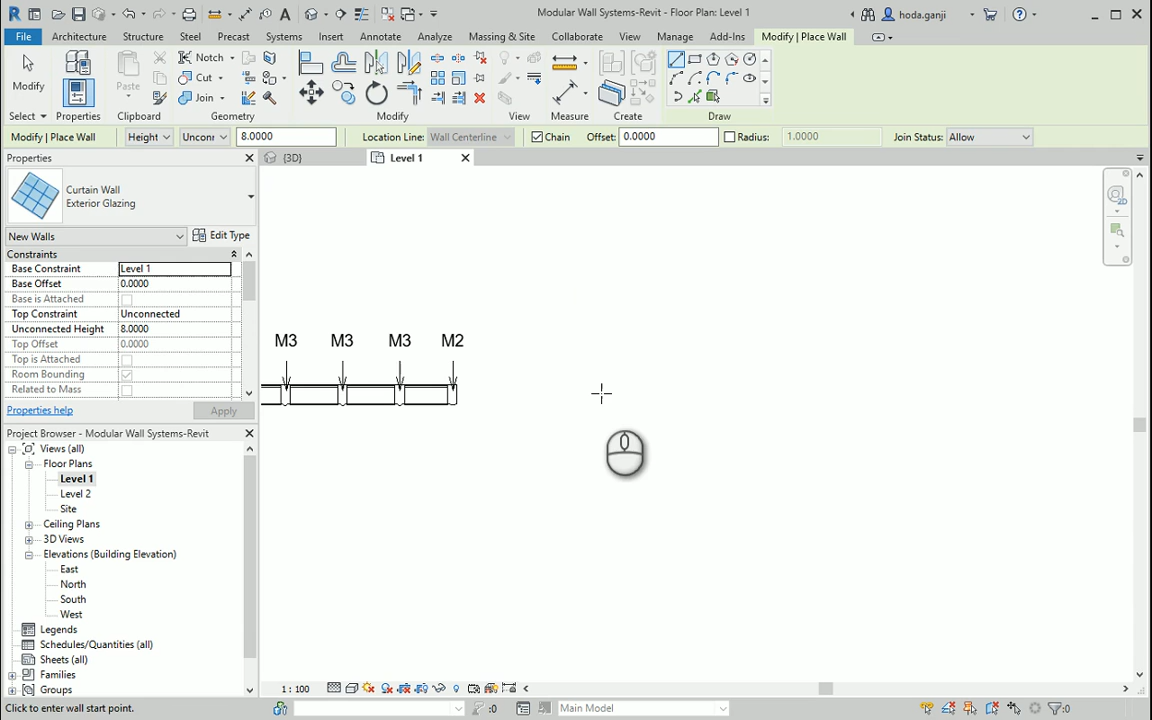 Modular Wall Systems-Revit - Floor Plan: Level 1
hoda.ganji
File Architecture Structure Steel Precast Systems Insert Annotate Analyze Massing & Site Collaborate View Manage Add-Ins Modify | Place Wall
Modify
Paste
Notch
Cut
Join
Select
Properties
Clipboard
Geometry
Modify
View
Measure
Create
Draw
Modify | Place Wall Height Unconr 8.0000 Location Line: Wall Centerline Chain Offset: 0.0000 Radius: 1.0000 Join Status: Allow
Properties
{3D}
Level 1
Curtain Wall
Exterior Glazing
New Walls
Edit Type
Constraints
Base Constraint Level 1
Base Offset 0.0000
Base is Attached
Top Constraint Unconnected
Unconnected Height 8.0000
Top Offset 0.0000
Top is Attached
Room Bounding
Related to Mass
Properties help
Apply
M3 M3 M3 M2
2D
Project Browser - Modular Wall Systems-Revit
Views (all)
Floor Plans
Level 1
Level 2
Site
Ceiling Plans
3D Views
Elevations (Building Elevation)
East
North
South
West
Legends
Schedules/Quantities (all)
Sheets (all)
Families
Groups
1 : 100
Click to enter wall start point.
:0
Main Model
:0